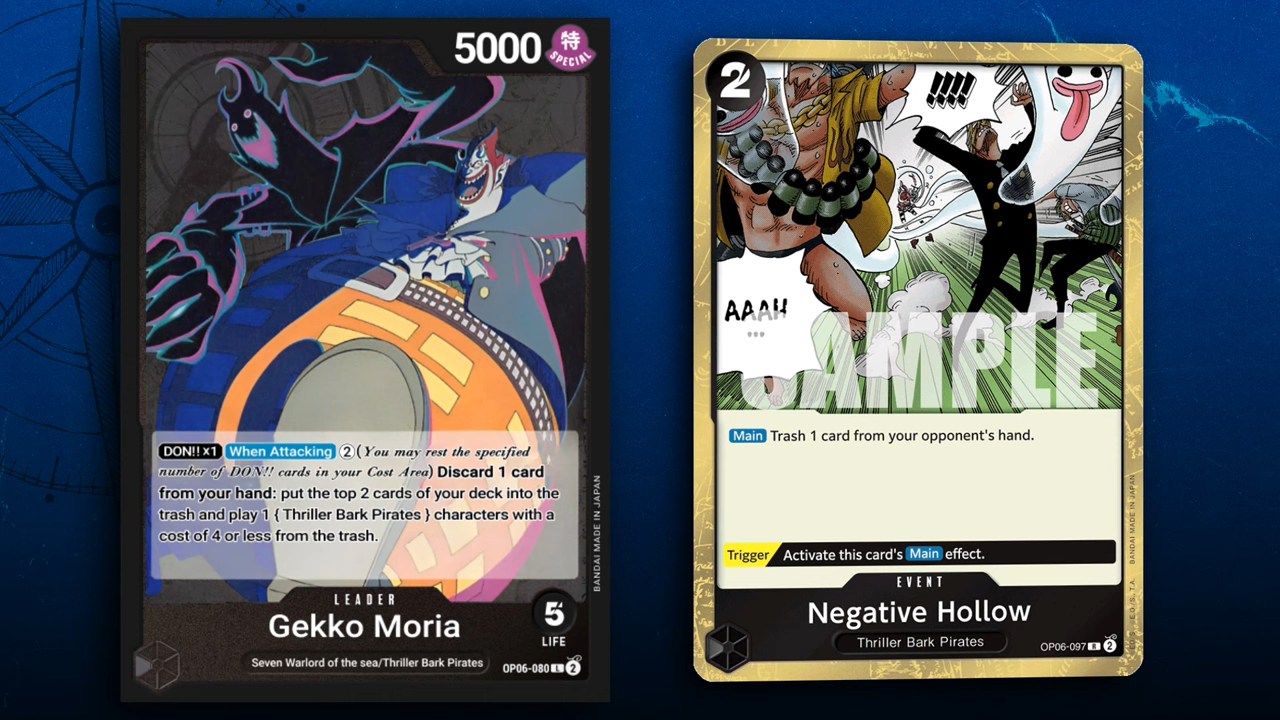 5000
特
SPECIAL
DON!! x1 When Attacking ② (You may rest the specified
number of DON!! cards in your Cost Area) Discard 1 card
from your hand: put the top 2 cards of your deck into the
trash and play 1 { Thriller Bark Pirates } characters with a
cost of 4 or less from the trash.
BANDAI MADE IN JAPAN
LEADER
Gekko Moria
5
LIFE
Seven Warlord of the sea/Thriller Bark Pirates
OP06-080 L 2
2
!!!!
AAAH
...
SAMPLE
Main Trash 1 card from your opponent's hand.
Trigger Activate this card's Main effect.
BANDAI MADE IN JAPAN
EVENT
Negative Hollow
Thriller Bark Pirates
OP06-097 R 2